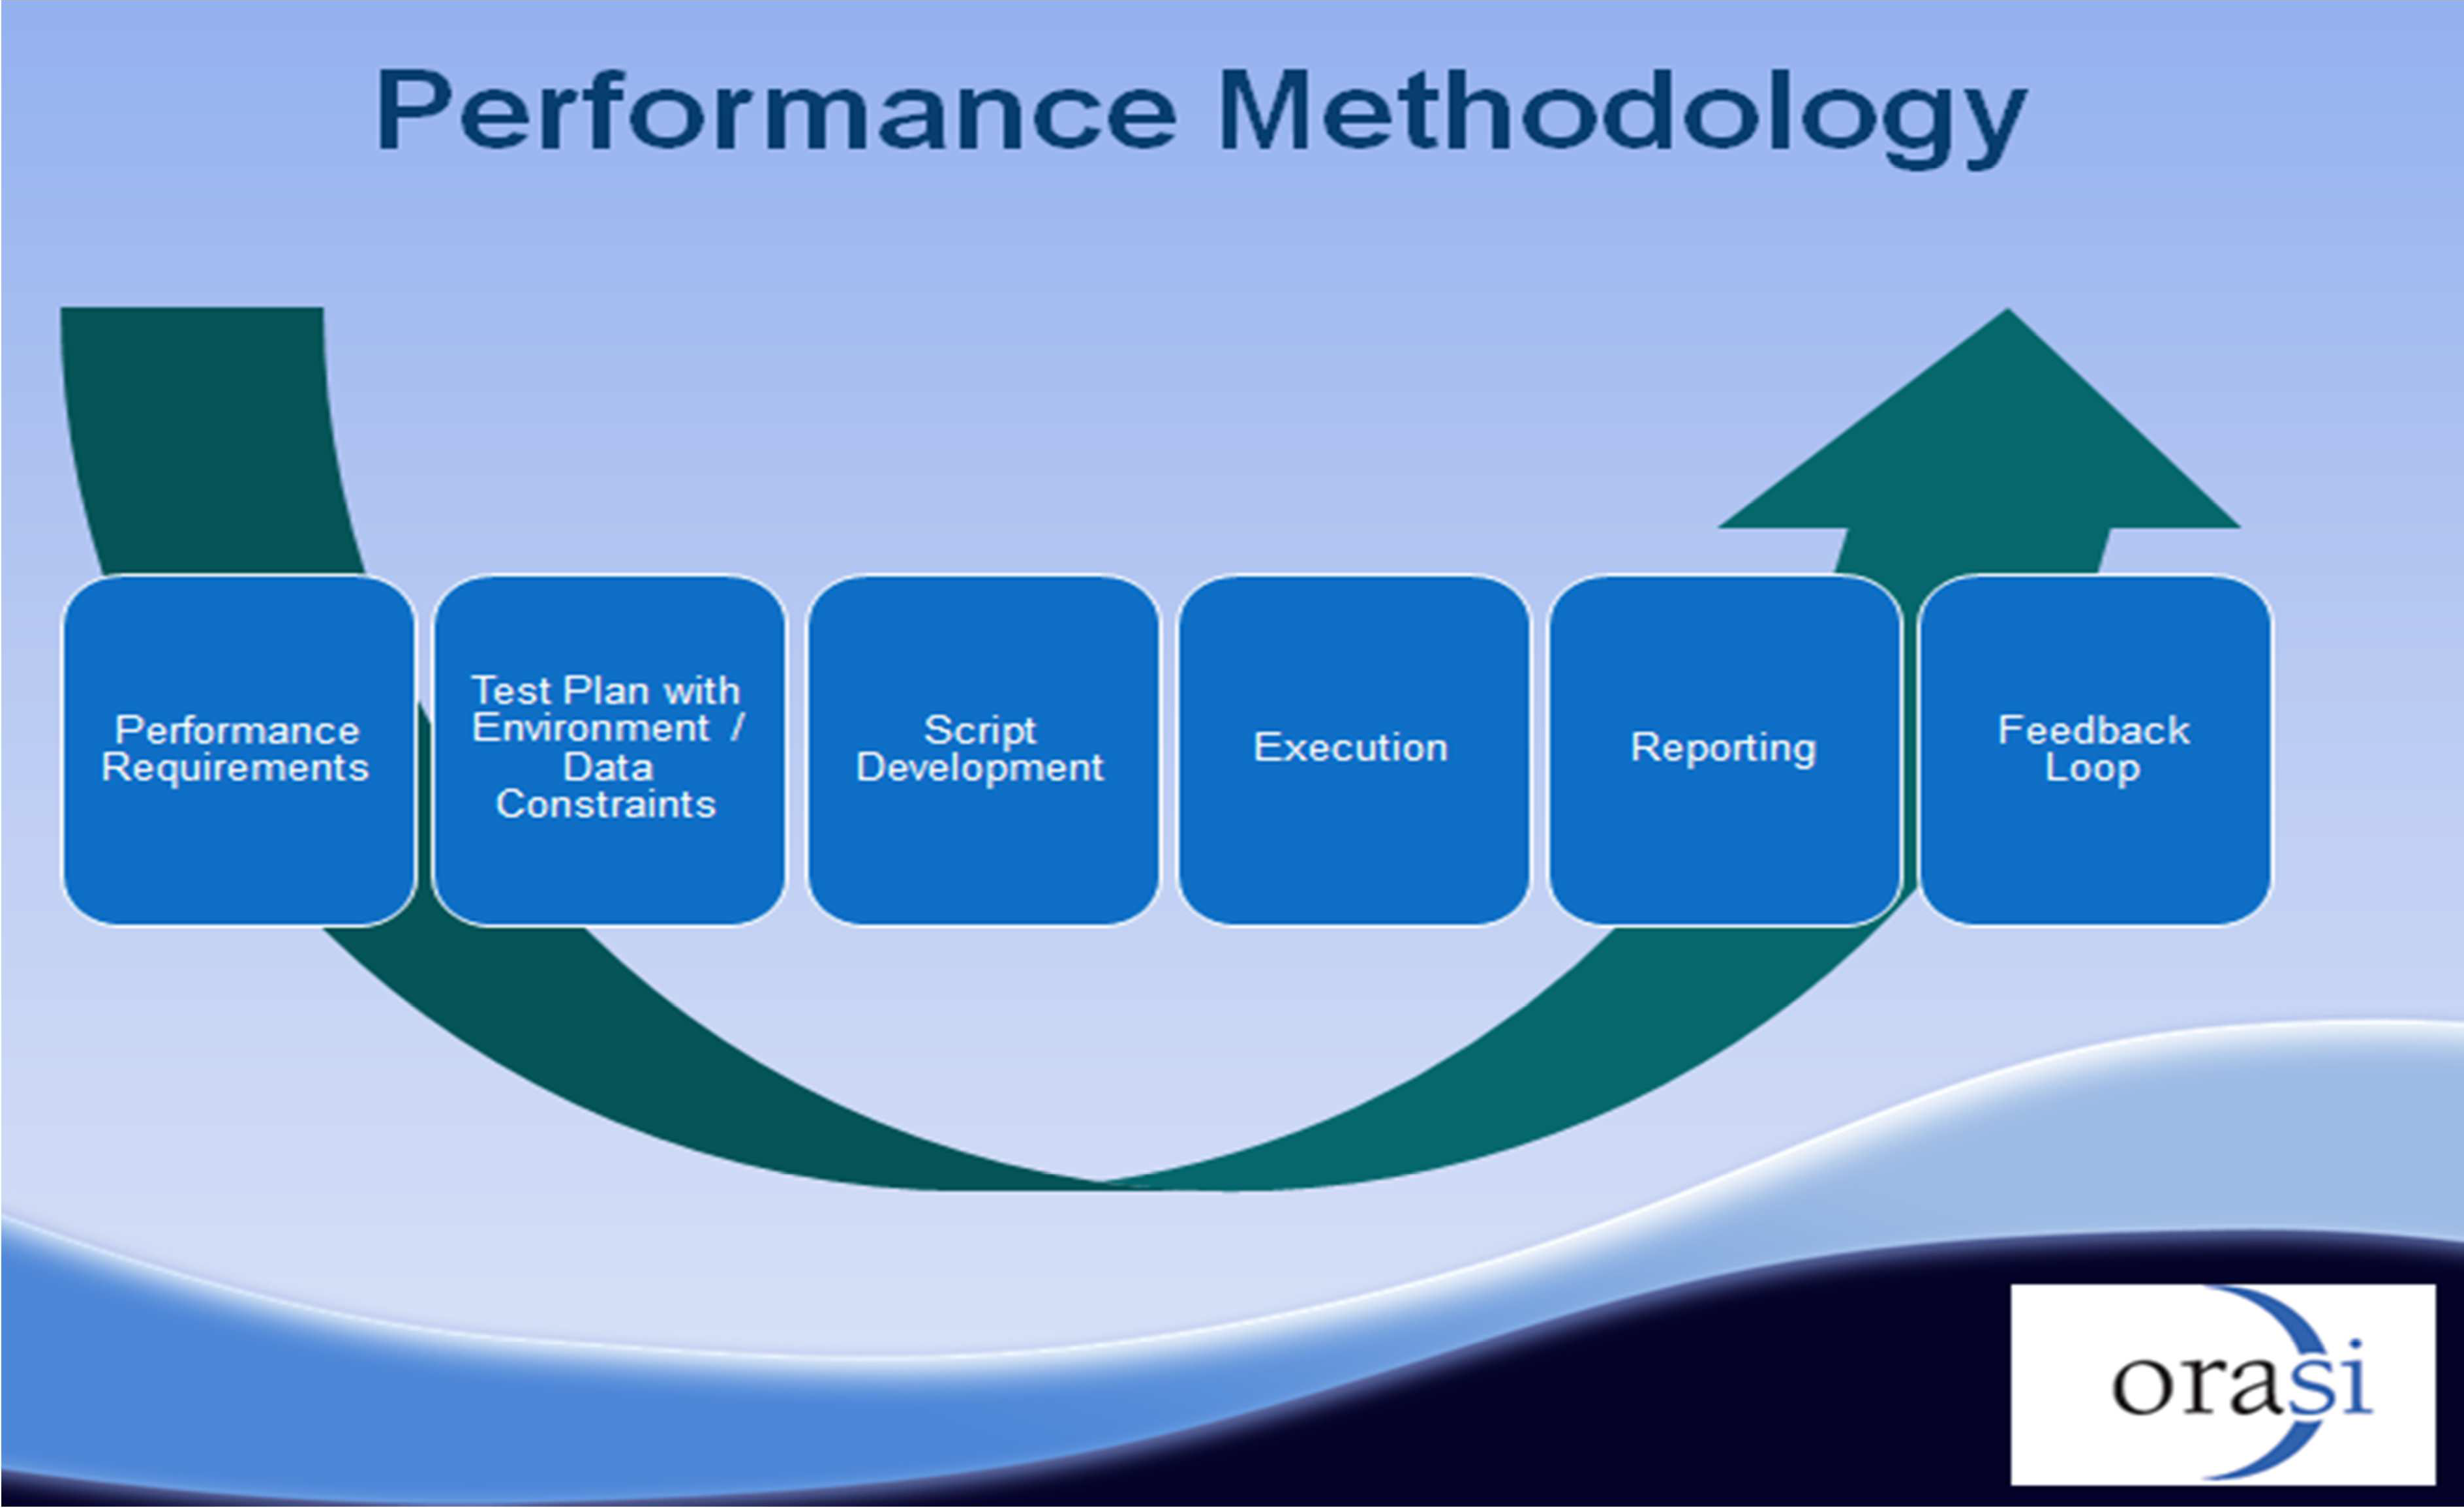 Performance Methodology
Performance
Requirements
Test Plan with
Environment /
Data
Constraints
Script
Development
Execution
Reporting
Feedback
Loop
orasi